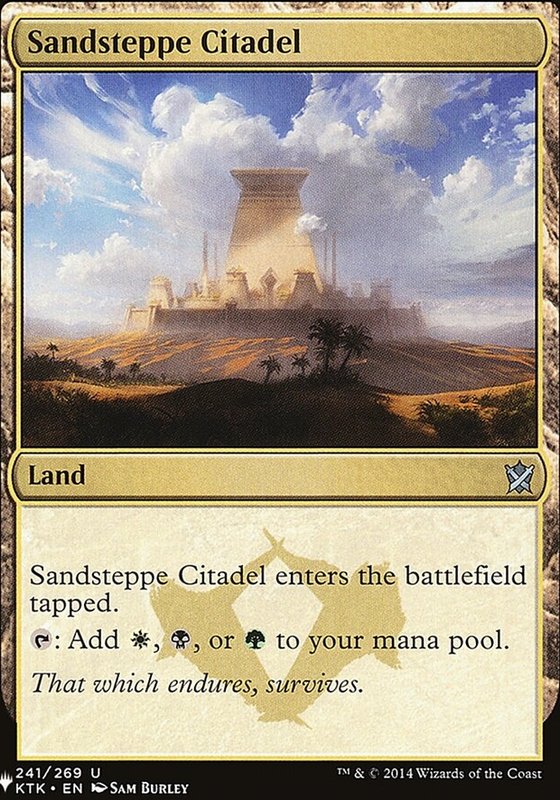 Sandsteppe Citadel
Land
Sandsteppe Citadel enters the battlefield
tapped.
: Add , , or to your mana pool.
That which endures, survives.
241/269 U
KTK • EN SAM BURLEY
™ & © 2014 Wizards of the Coast